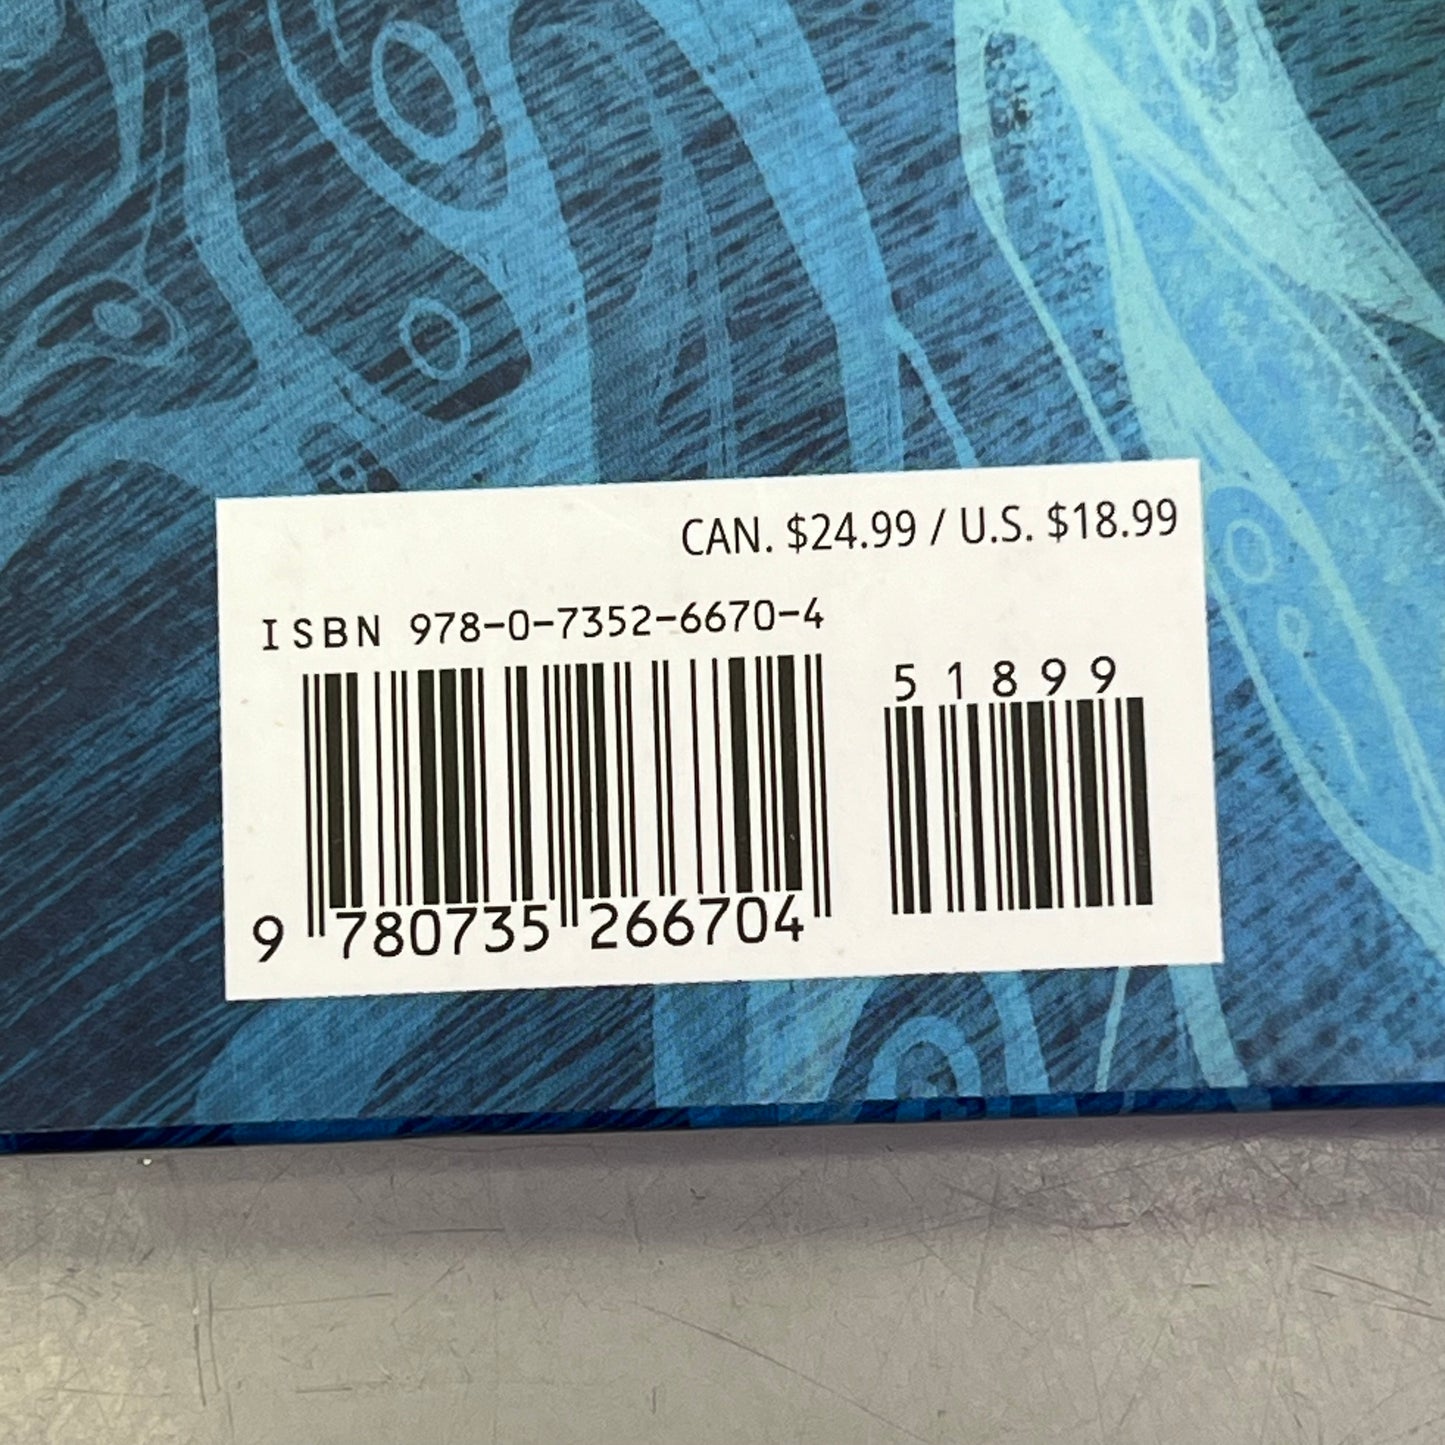 CAN. $24.99 / U.S. $18.99
ISBN 978-0-7352-6670-4
51899
9 780735 266704